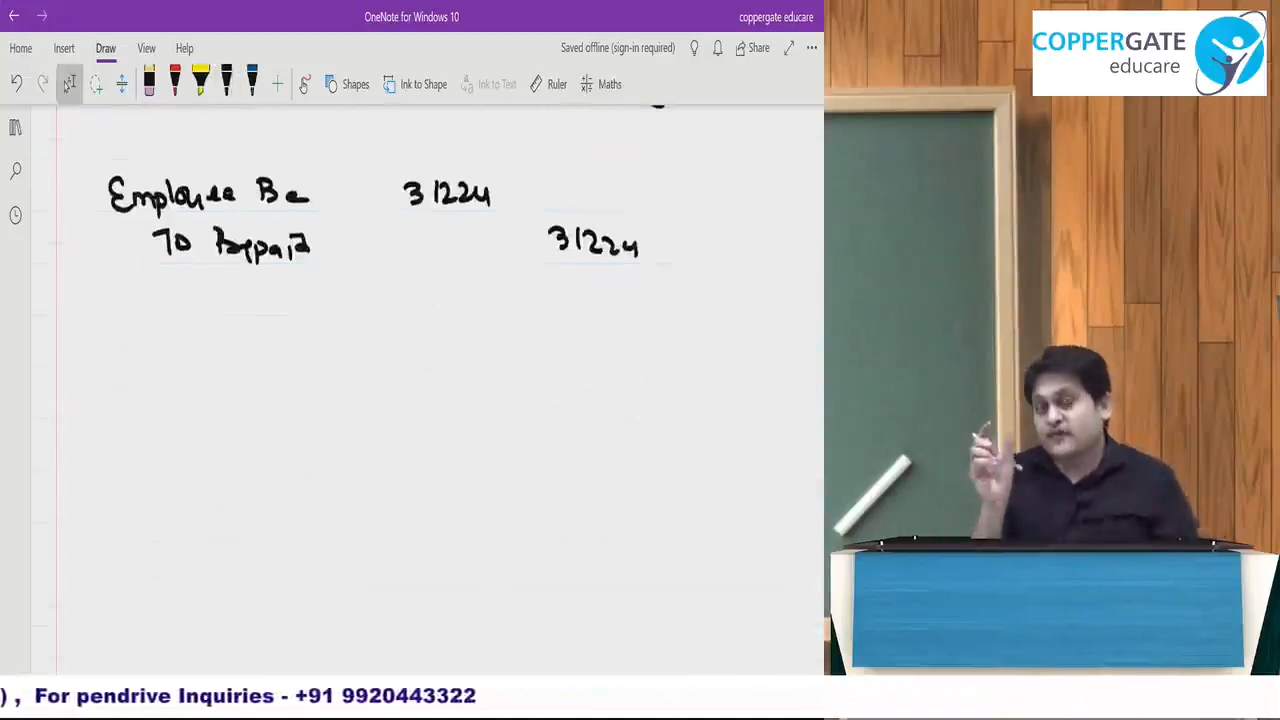 OneNote for Windows 10
coppergate educare
Home Insert Draw View Help
Saved offline (sign-in required)
Share
Shapes
Ink to Shape
Ink to Text
Ruler
Maths
COPPERGATE
educare
Employee Be 31224
To Prepaid 31224
) , For pendrive Inquiries - +91 9920443322